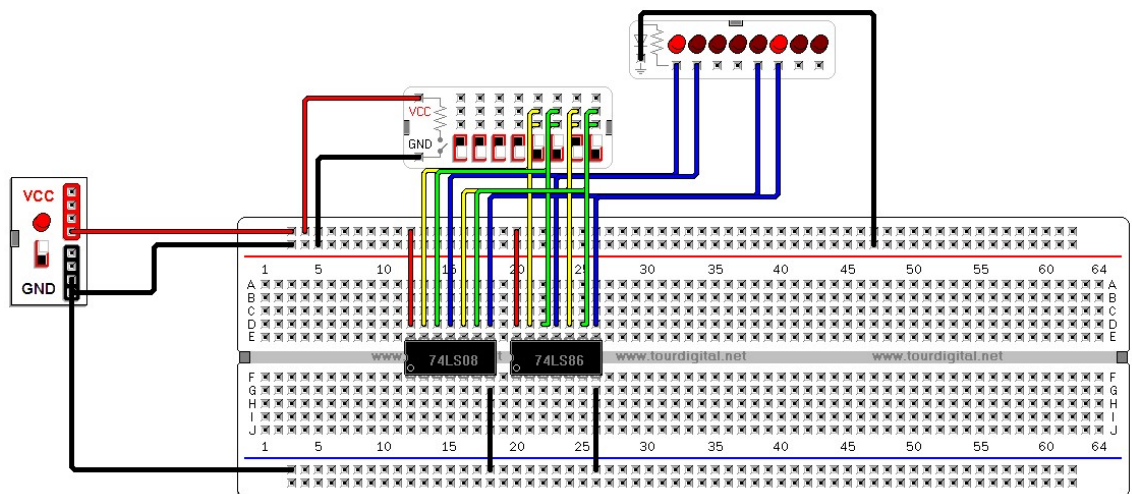 VCC
GND
VCC
GND
1 5 10 15 20 25 30 35 40 45 50 55 60 64
A A
B B
C C
D D
E E
www. .net www.tourdigital.net www.tourdigital.net
74LS08 74LS86
F F
G G
H H
I I
J J
1 5 10 15 20 25 30 35 40 45 50 55 60 64